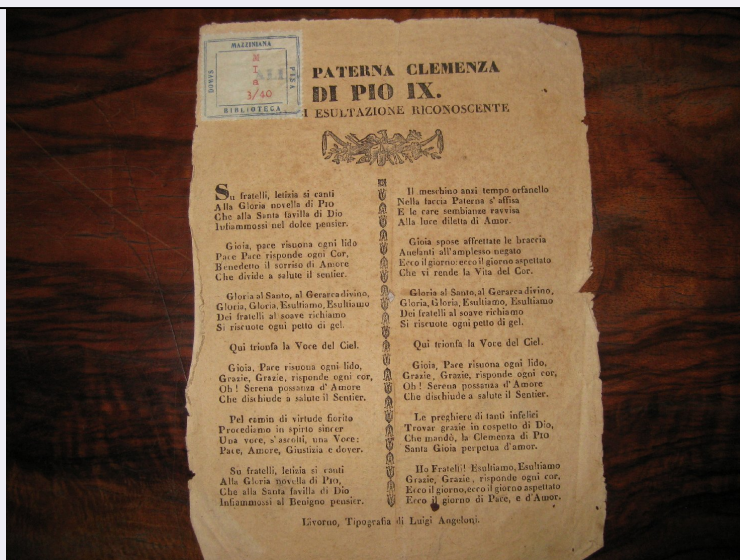 MAZZINIANA
DOMVS
PISA
M
I
a
3/40
BIBLIOTECA
PATERNA CLEMENZA
DI PIO IX.
I ESULTAZIONE RICONOSCENTE
Su fratelli, letizia si canti
Alla Gloria novella di PIO
Che alla Santa favilla di Dio
Infiammossi nel dolce pensier.
Gioia, pace risuona ogni lido
Pace Pace risponde ogni Cor,
Benedetto il sorriso di Amore
Che divide a salute il sentier.
Gloria al Santo, al Gerarca divino,
Gloria, Gloria, Esultiamo, Esultiamo
Dei fratelli al soave richiamo
Si riscuote ogni petto di gel.
Qui trionfa la Voce del Ciel.
Gioia, Pace risuona ogni lido,
Grazie, Grazie, risponde ogni cor,
Oh! Serena possanza d' Amore
Che dischiude a salute il Sentier.
Pel camin di virtude fiorito
Procediamo in spirto sincer
Una voce, s'ascolti, una Voce:
Pace, Amore, Giustizia e dover.
Su fratelli, letizia si canti
Alla Gloria novella di PIO,
Che alla Santa favilla di Dio
Infiammossi al Benigno pensier.
Il meschino anzi tempo orfanello
Nella faccia Paterna s' affisa
E le care sembianze ravvisa
Alla luce diletta di Amor.
Gioia spose affrettate le braccia
Anelanti all'amplesso negato
Ecco il giorno: ecco il giorno aspettato
Che vi rende la Vita del Cor.
Gloria al Santo, al Gerarca divino,
Gloria, Gloria, Esultiamo, Esultiamo
Dei fratelli al soave richiamo
Si riscuote ogni petto di gel.
Qui trionfa la Voce del Ciel.
Gioia, Pace risuona ogni lido,
Grazie, Grazie, risponde ogni cor,
Oh! Serena possanza d' Amore
Che dischiude a salute il Sentier.
Le preghiere di tanti infelici
Trovar grazie in cospetto di Dio,
Che mandò, la Clemenza di PIO
Santa Gioia perpetua d'amor.
Ho Fratelli! Esultiamo, Esultiamo
Grazie, Grazie, risponde ogni cor,
Ecco il giorno, ecco il giorno aspettato
Ecco il giorno di Pace, e d'Amor.
Livorno, Tipografia di Luigi Angeloni.